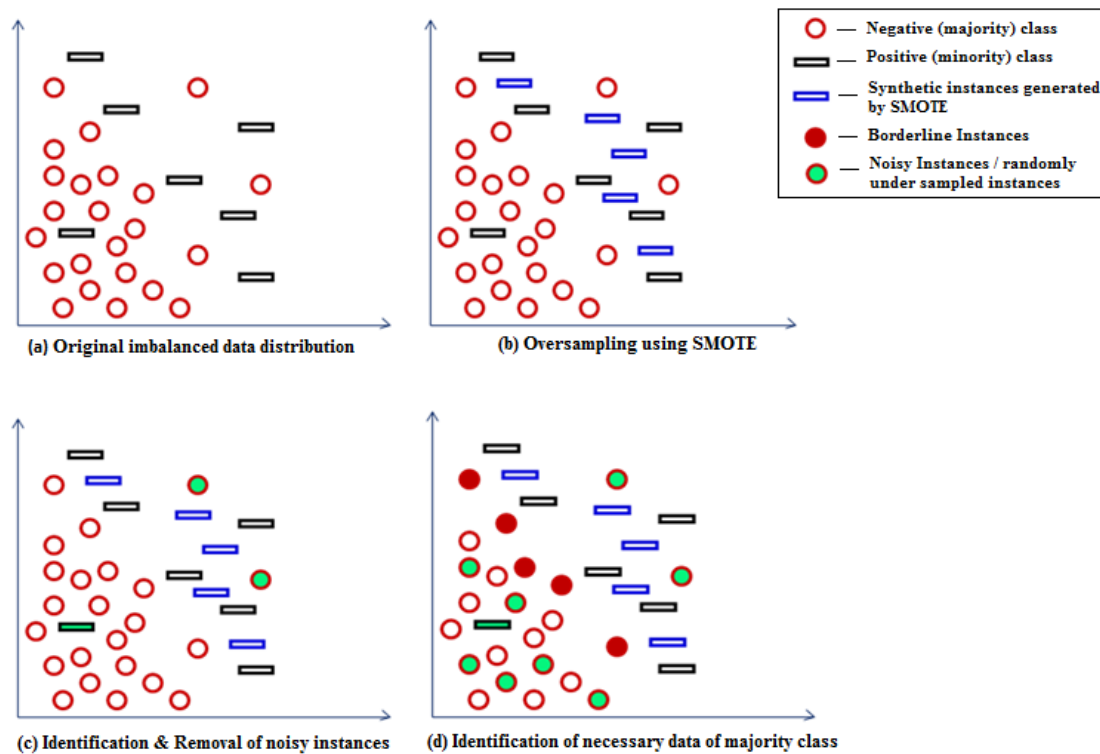 Negative (majority) class
Positive (minority) class
Synthetic instances generated
by SMOTE
Borderline Instances
Noisy Instances / randomly
under sampled instances
(a) Original imbalanced data distribution
(b) Oversampling using SMOTE
(c) Identification & Removal of noisy instances
(d) Identification of necessary data of majority class